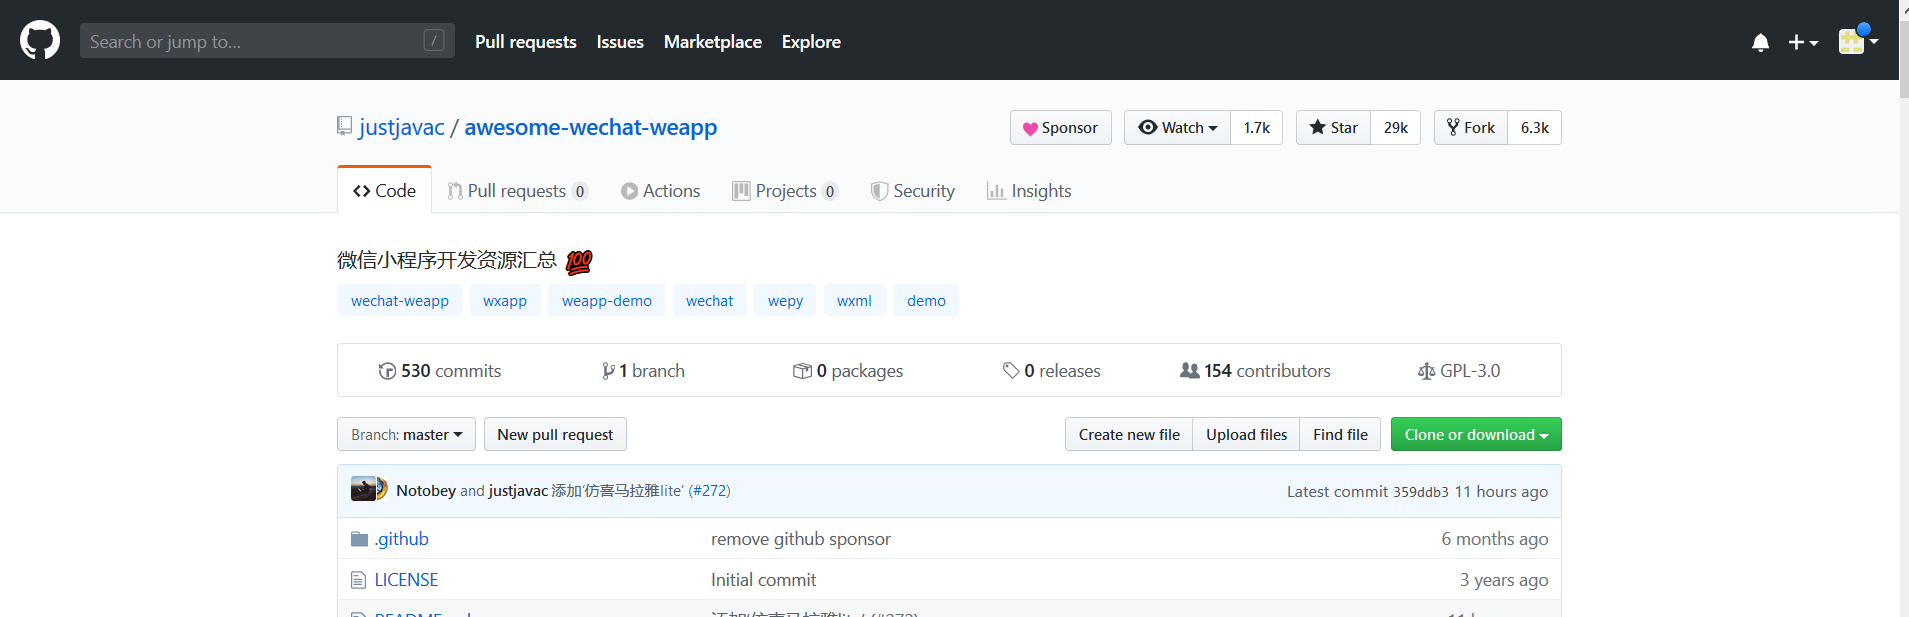 Search or jump to... /
Pull requests Issues Marketplace Explore
justjavac / awesome-wechat-weapp
Sponsor Watch 1.7k Star 29k Fork 6.3k
Code Pull requests 0 Actions Projects 0 Security Insights
微信小程序开发资源汇总 💯
wechat-weapp wxapp weapp-demo wechat wepy wxml demo
530 commits 1 branch 0 packages 0 releases 154 contributors GPL-3.0
Branch: master New pull request Create new file Upload files Find file Clone or download
Notobey and justjavac 添加'仿喜马拉雅lite' (#272) Latest commit 359ddb3 11 hours ago
.github remove github sponsor 6 months ago
LICENSE Initial commit 3 years ago